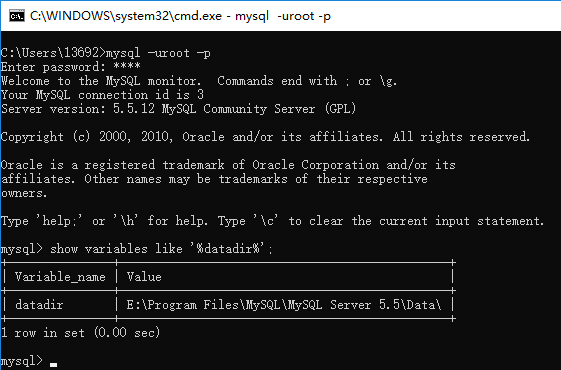 C:\WINDOWS\system32\cmd.exe - mysql  -uroot -p
C:\Users\13692>mysql -uroot -p
Enter password: ****
Welcome to the MySQL monitor.  Commands end with ; or \g.
Your MySQL connection id is 3
Server version: 5.5.12 MySQL Community Server (GPL)
Copyright (c) 2000, 2010, Oracle and/or its affiliates. All rights reserved.
Oracle is a registered trademark of Oracle Corporation and/or its
affiliates. Other names may be trademarks of their respective
owners.
Type 'help;' or '\h' for help. Type '\c' to clear the current input statement.
mysql> show variables like '%datadir%';
+---------------+---------------------------------------------+
| Variable_name | Value                                       |
+---------------+---------------------------------------------+
| datadir       | E:\Program Files\MySQL\MySQL Server 5.5\Data\ |
+---------------+---------------------------------------------+
1 row in set (0.00 sec)
mysql>